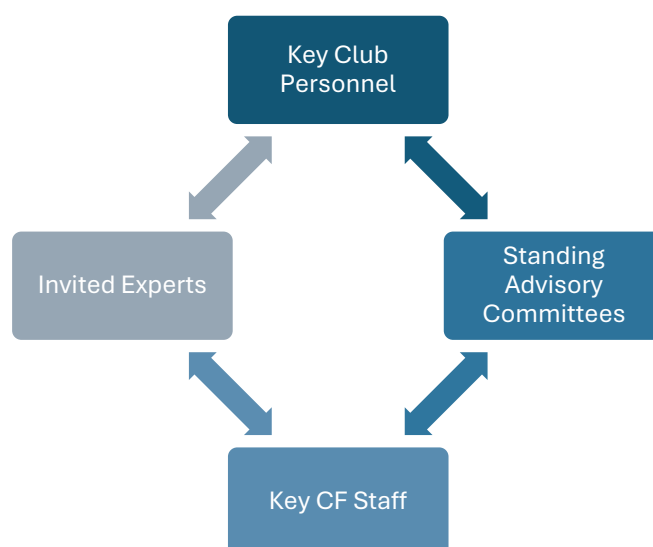 Key Club
Personnel
Invited Experts
Standing
Advisory
Committees
Key CF Staff